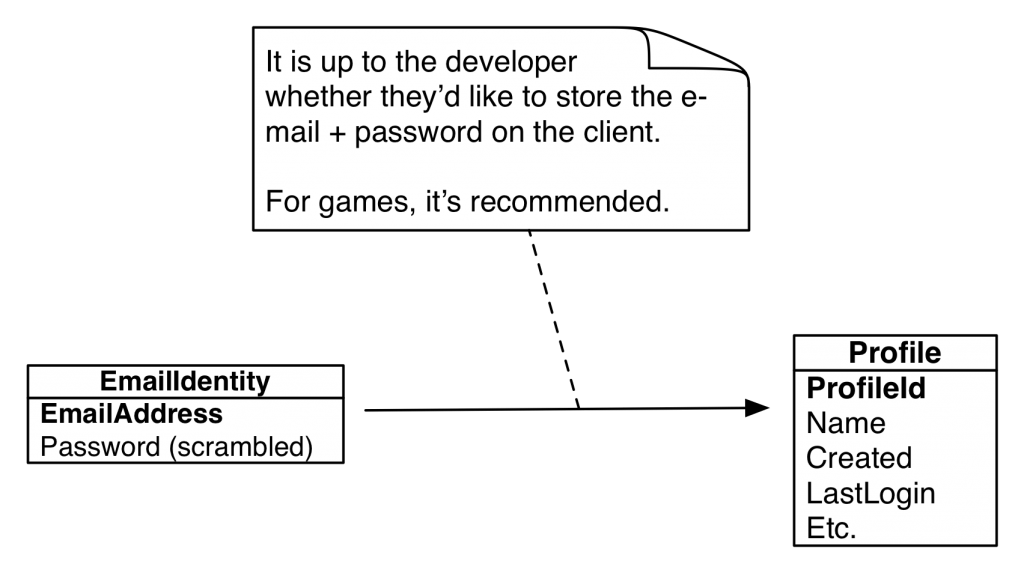 It is up to the developer
whether they’d like to store the e-
mail + password on the client.
For games, it’s recommended.
EmailIdentity
EmailAddress
Password (scrambled)
Profile
ProfileId
Name
Created
LastLogin
Etc.